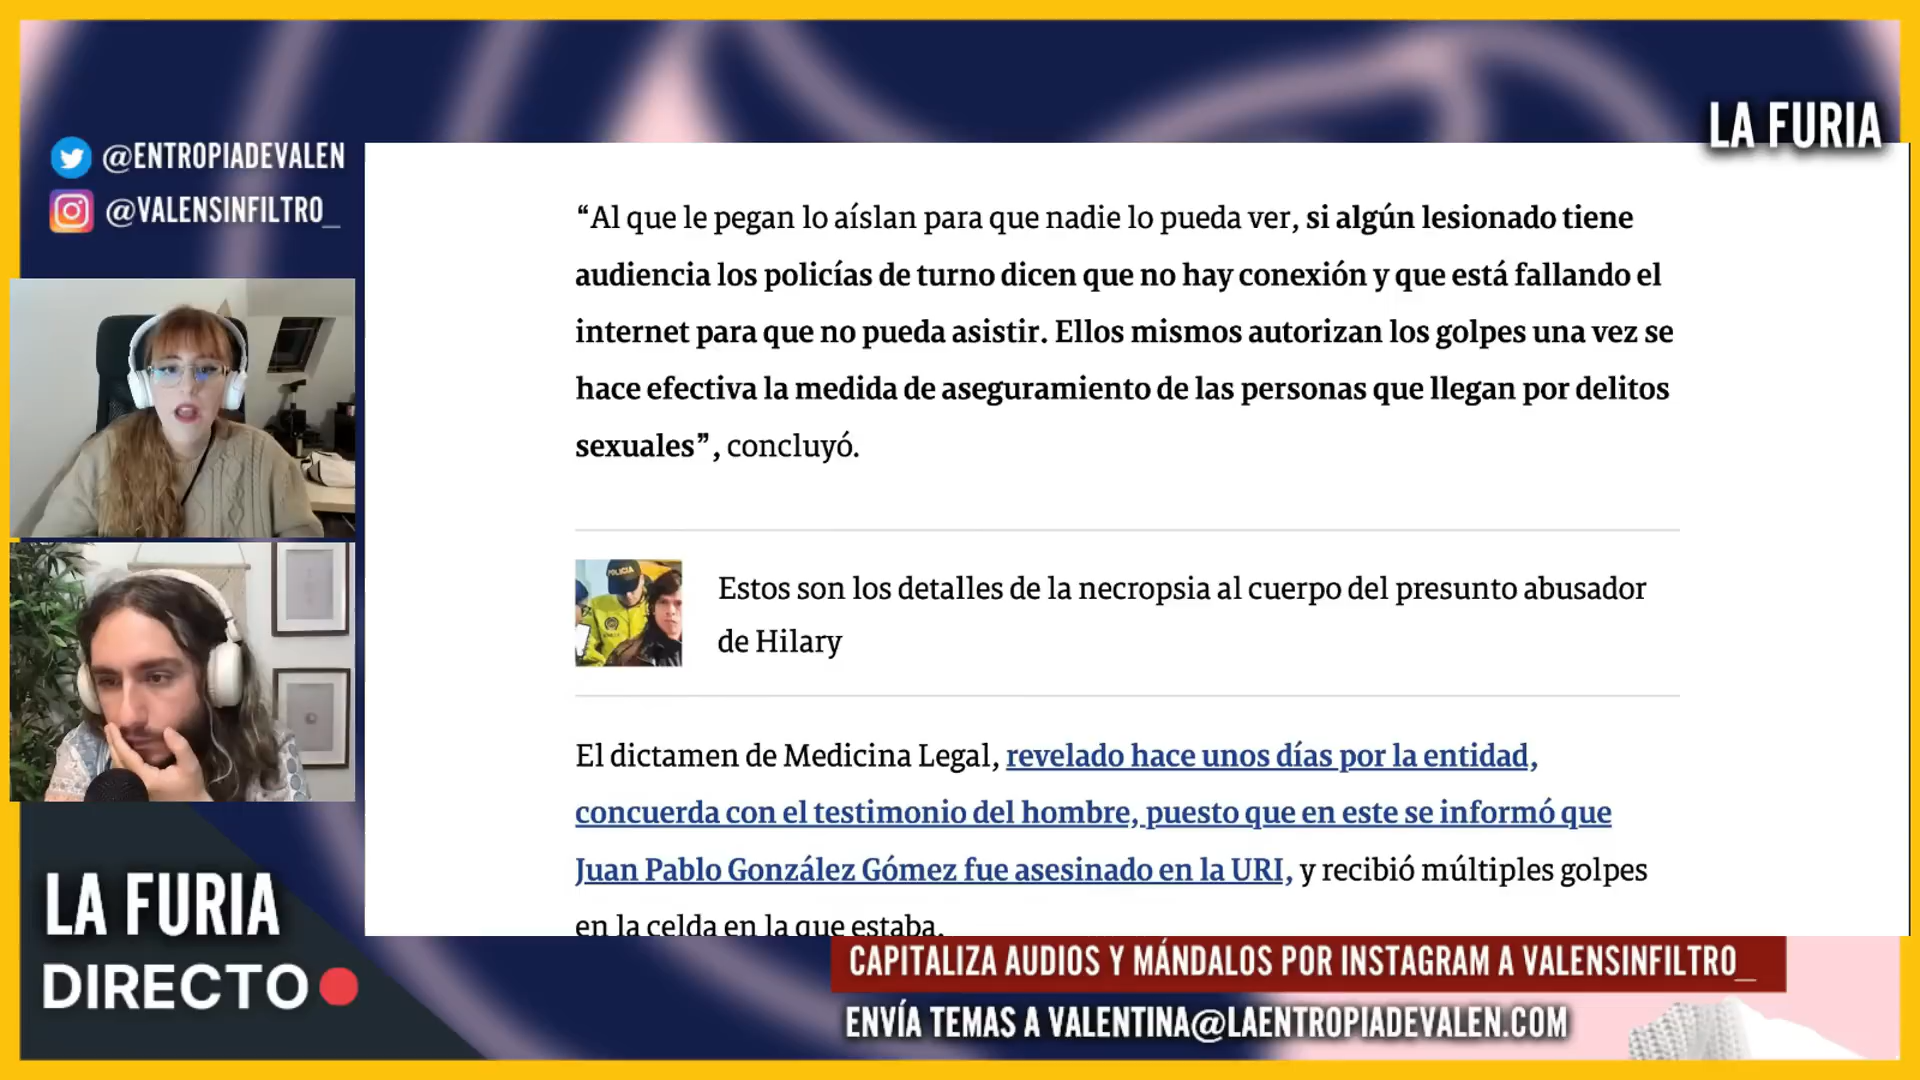 LA FURIA
@ENTROPIADEVALEN
@VALENSINFILTRO_
“Al que le pegan lo aíslan para que nadie lo pueda ver, si algún lesionado tiene
audiencia los policías de turno dicen que no hay conexión y que está fallando el
internet para que no pueda asistir. Ellos mismos autorizan los golpes una vez se
hace efectiva la medida de aseguramiento de las personas que llegan por delitos
sexuales”, concluyó.
POLICIA
Estos son los detalles de la necropsia al cuerpo del presunto abusador
de Hilary
El dictamen de Medicina Legal, revelado hace unos días por la entidad,
concuerda con el testimonio del hombre, puesto que en este se informó que
Juan Pablo González Gómez fue asesinado en la URI, y recibió múltiples golpes
en la celda en la que estaba.
LA FURIA
DIRECTO
CAPITALIZA AUDIOS Y MÁNDALOS POR INSTAGRAM A VALENSINFILTRO_
ENVÍA TEMAS A VALENTINA@LAENTROPIADEVALEN.COM